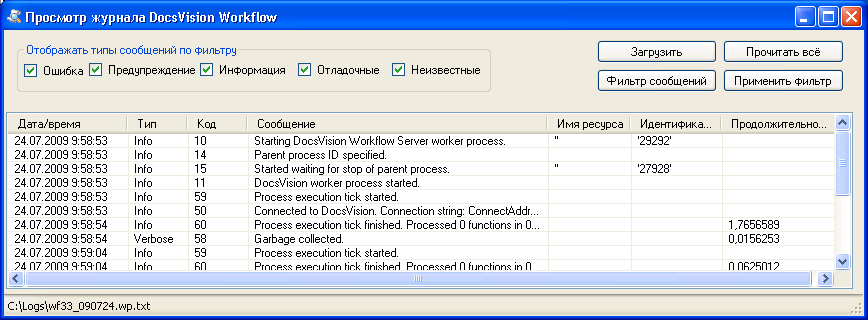 Просмотр журнала DocsVision Workflow
Отображать типы сообщений по фильтру
Ошибка Предупреждение Информация Отладочные Неизвестные
Загрузить Прочитать всё
Фильтр сообщений Применить фильтр
Дата/время Тип Код Сообщение Имя ресурса Идентифика... Продолжительно...
24.07.2009 9:58:53 Info 10 Starting DocsVision Workflow Server worker process. '' '29292'
24.07.2009 9:58:53 Info 14 Parent process ID specified.
24.07.2009 9:58:53 Info 15 Started waiting for stop of parent process. '' '27928'
24.07.2009 9:58:53 Info 11 DocsVision worker process started.
24.07.2009 9:58:53 Info 59 Process execution tick started.
24.07.2009 9:58:53 Info 50 Connected to DocsVision. Connection string: ConnectAddr...
24.07.2009 9:58:54 Info 60 Process execution tick finished. Processed 0 functions in 0... 1,7656589
24.07.2009 9:58:54 Verbose 58 Garbage collected. 0,0156253
24.07.2009 9:59:04 Info 59 Process execution tick started.
24.07.2009 9:59:04 Info 60 Process execution tick finished. Processed 0 functions in 0 0,0625012
C:\Logs\wf33_090724.wp.txt